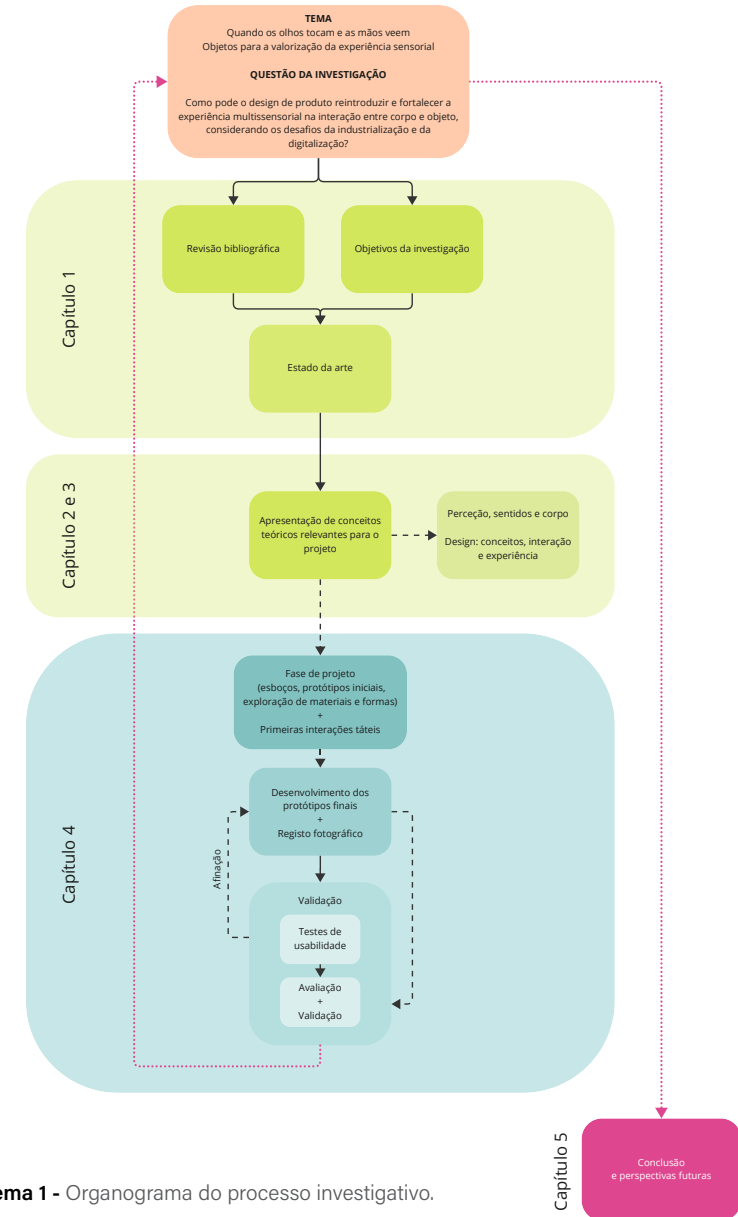 TEMA
Quando os olhos tocam e as mãos veem
Objetos para a valorização da experiência sensorial
QUESTÃO DA INVESTIGAÇÃO
Como pode o design de produto reintroduzir e fortalecer a
experiência multissensorial na interação entre corpo e objeto,
considerando os desafios da industrialização e da
digitalização?
Capítulo 1
Revisão bibliográfica
Objetivos da investigação
Estado da arte
Capítulo 2 e 3
Apresentação de conceitos
teóricos relevantes para o
projeto
Perceção, sentidos e corpo
Design: conceitos, interação
e experiência
Capítulo 4
Fase de projeto
(esboços, protótipos iniciais,
exploração de materiais e formas)
+
Primeiras interações táteis
Desenvolvimento dos
protótipos finais
+
Registo fotográfico
Afinação
Validação
Testes de
usabilidade
Avaliação
+
Validação
Capítulo 5
Conclusão
e perspectivas futuras
ema 1 - Organograma do processo investigativo.